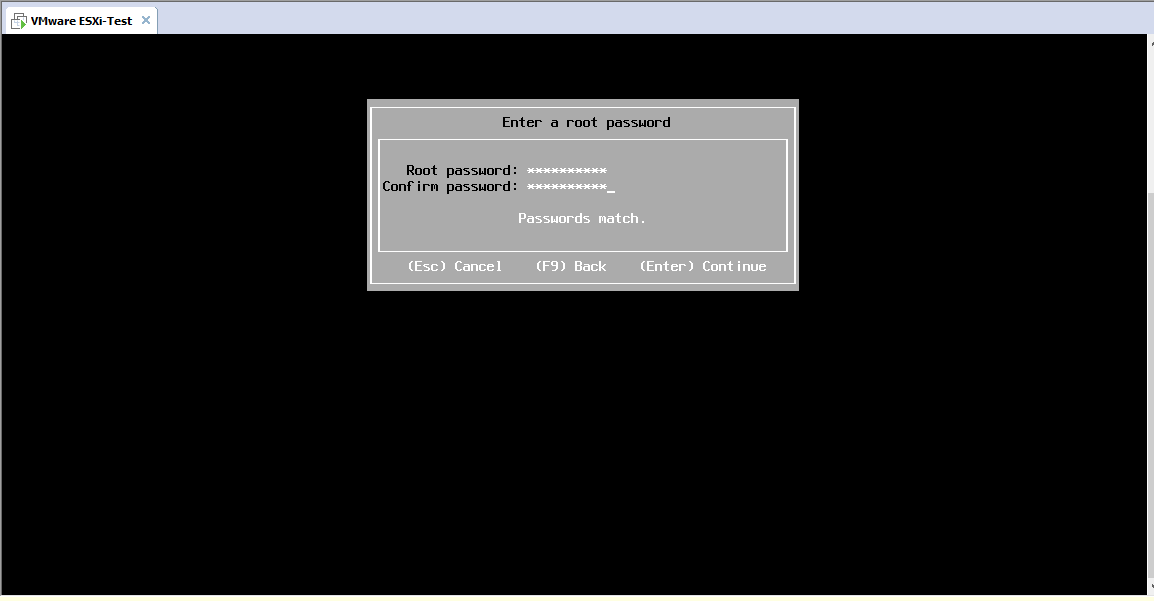 VMware ESXi-Test
Enter a root password
Root password: **********
Confirm password: **********_
Passwords match.
(Esc) Cancel (F9) Back (Enter) Continue